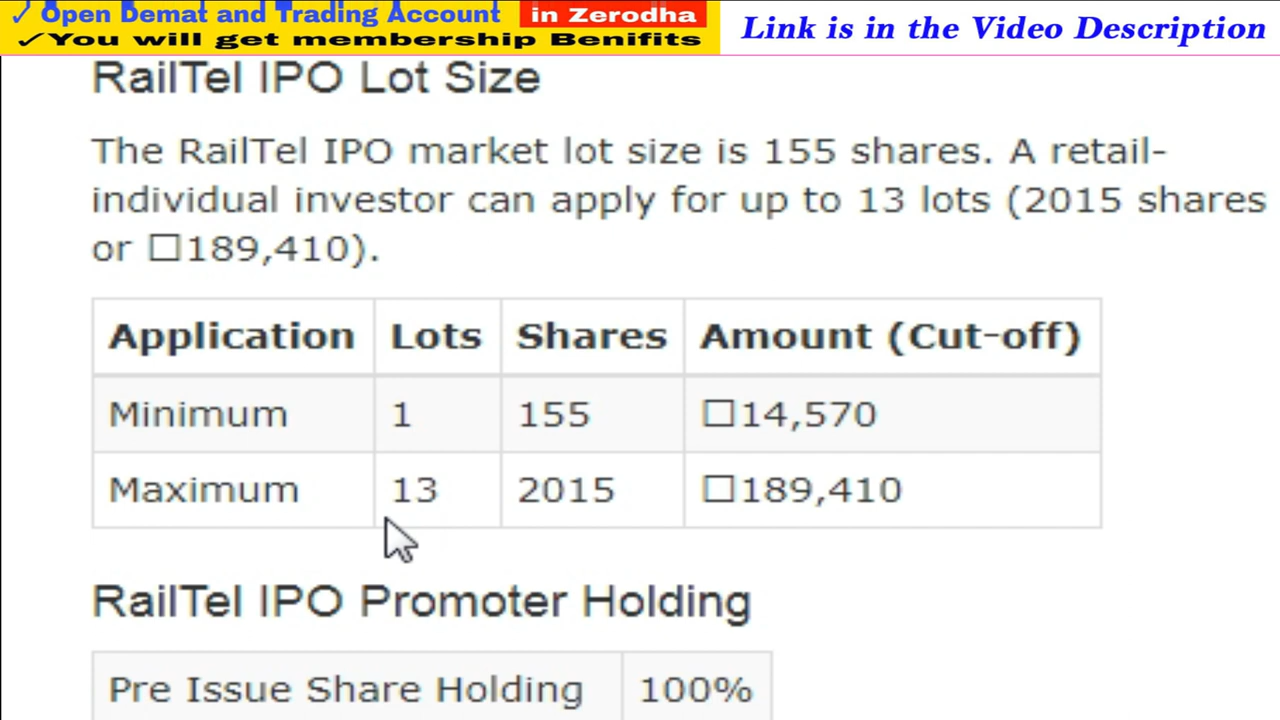 ✓ Open Demat and Trading Account in Zerodha
✓You will get membership Benifits
Link is in the Video Description
RailTel IPO Lot Size
The RailTel IPO market lot size is 155 shares. A retail-
individual investor can apply for up to 13 lots (2015 shares
or □189,410).
Application Lots Shares Amount (Cut-off)
Minimum 1 155 □14,570
Maximum 13 2015 □189,410
RailTel IPO Promoter Holding
Pre Issue Share Holding 100%